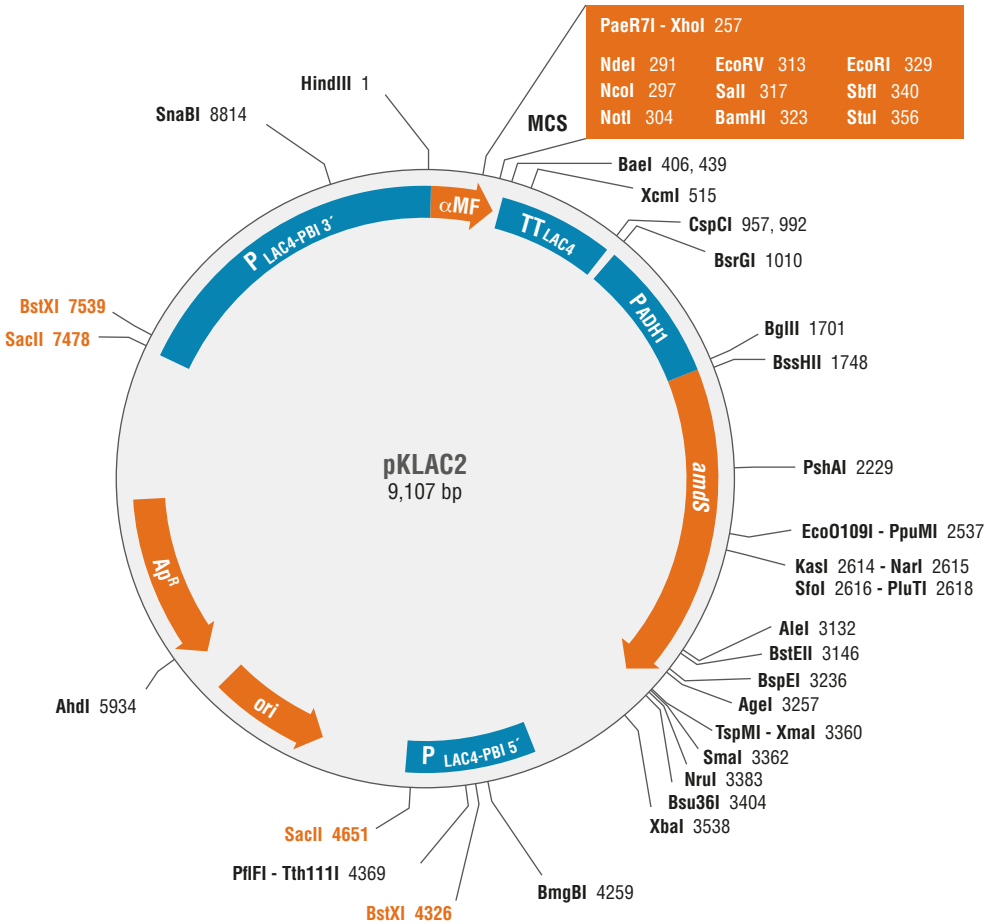 PaeR7I - XhoI 257
NdeI 291 EcoRV 313 EcoRI 329
NcoI 297 SalI 317 SbfI 340
NotI 304 BamHI 323 StuI 356
MCS
HindIII 1
SnaBI 8814
BaeI 406, 439
XcmI 515
CspCI 957, 992
BsrGI 1010
αMF
TT LAC4
P LAC4-PBI 3´
PADH1
BstXI 7539
SacII 7478
BglII 1701
BssHII 1748
pKLAC2
9,107 bp
amdS
PshAI 2229
EcoO109I - PpuMI 2537
KasI 2614 - NarI 2615
SfoI 2616 - PluTI 2618
ApR
AleI 3132
BstEII 3146
BspEI 3236
AgeI 3257
AhdI 5934
ori
TspMI - XmaI 3360
SmaI 3362
NruI 3383
Bsu36I 3404
XbaI 3538
P LAC4-PBI 5´
SacII 4651
PflFI - Tth111I 4369
BstXI 4326
BmgBI 4259